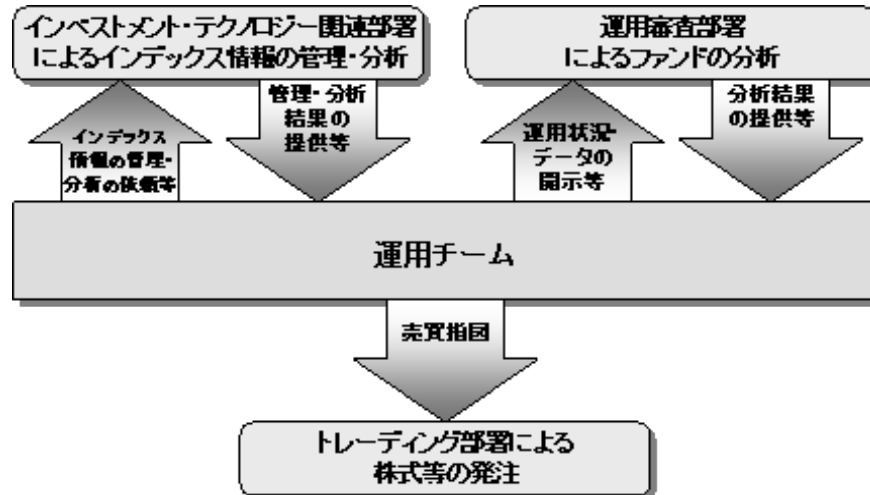 インベストメント・テクノロジー関連部署
によるインデックス情報の管理・分析
運用審査部署
によるファンドの分析
インデックス
情報の管理・
分析の依頼等
管理・分析
結果の
提供等
運用状況・
データの
開示等
分析結果
の提供等
運用チーム
売買指図
トレーディング部署による
株式等の発注